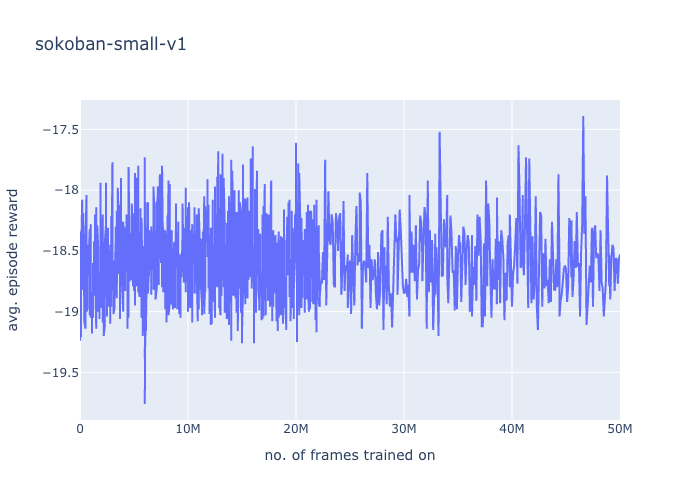 sokoban-small-v1
avg. episode reward
−17.5
−18
−18.5
−19
−19.5
0
10M
20M
30M
40M
50M
no. of frames trained on